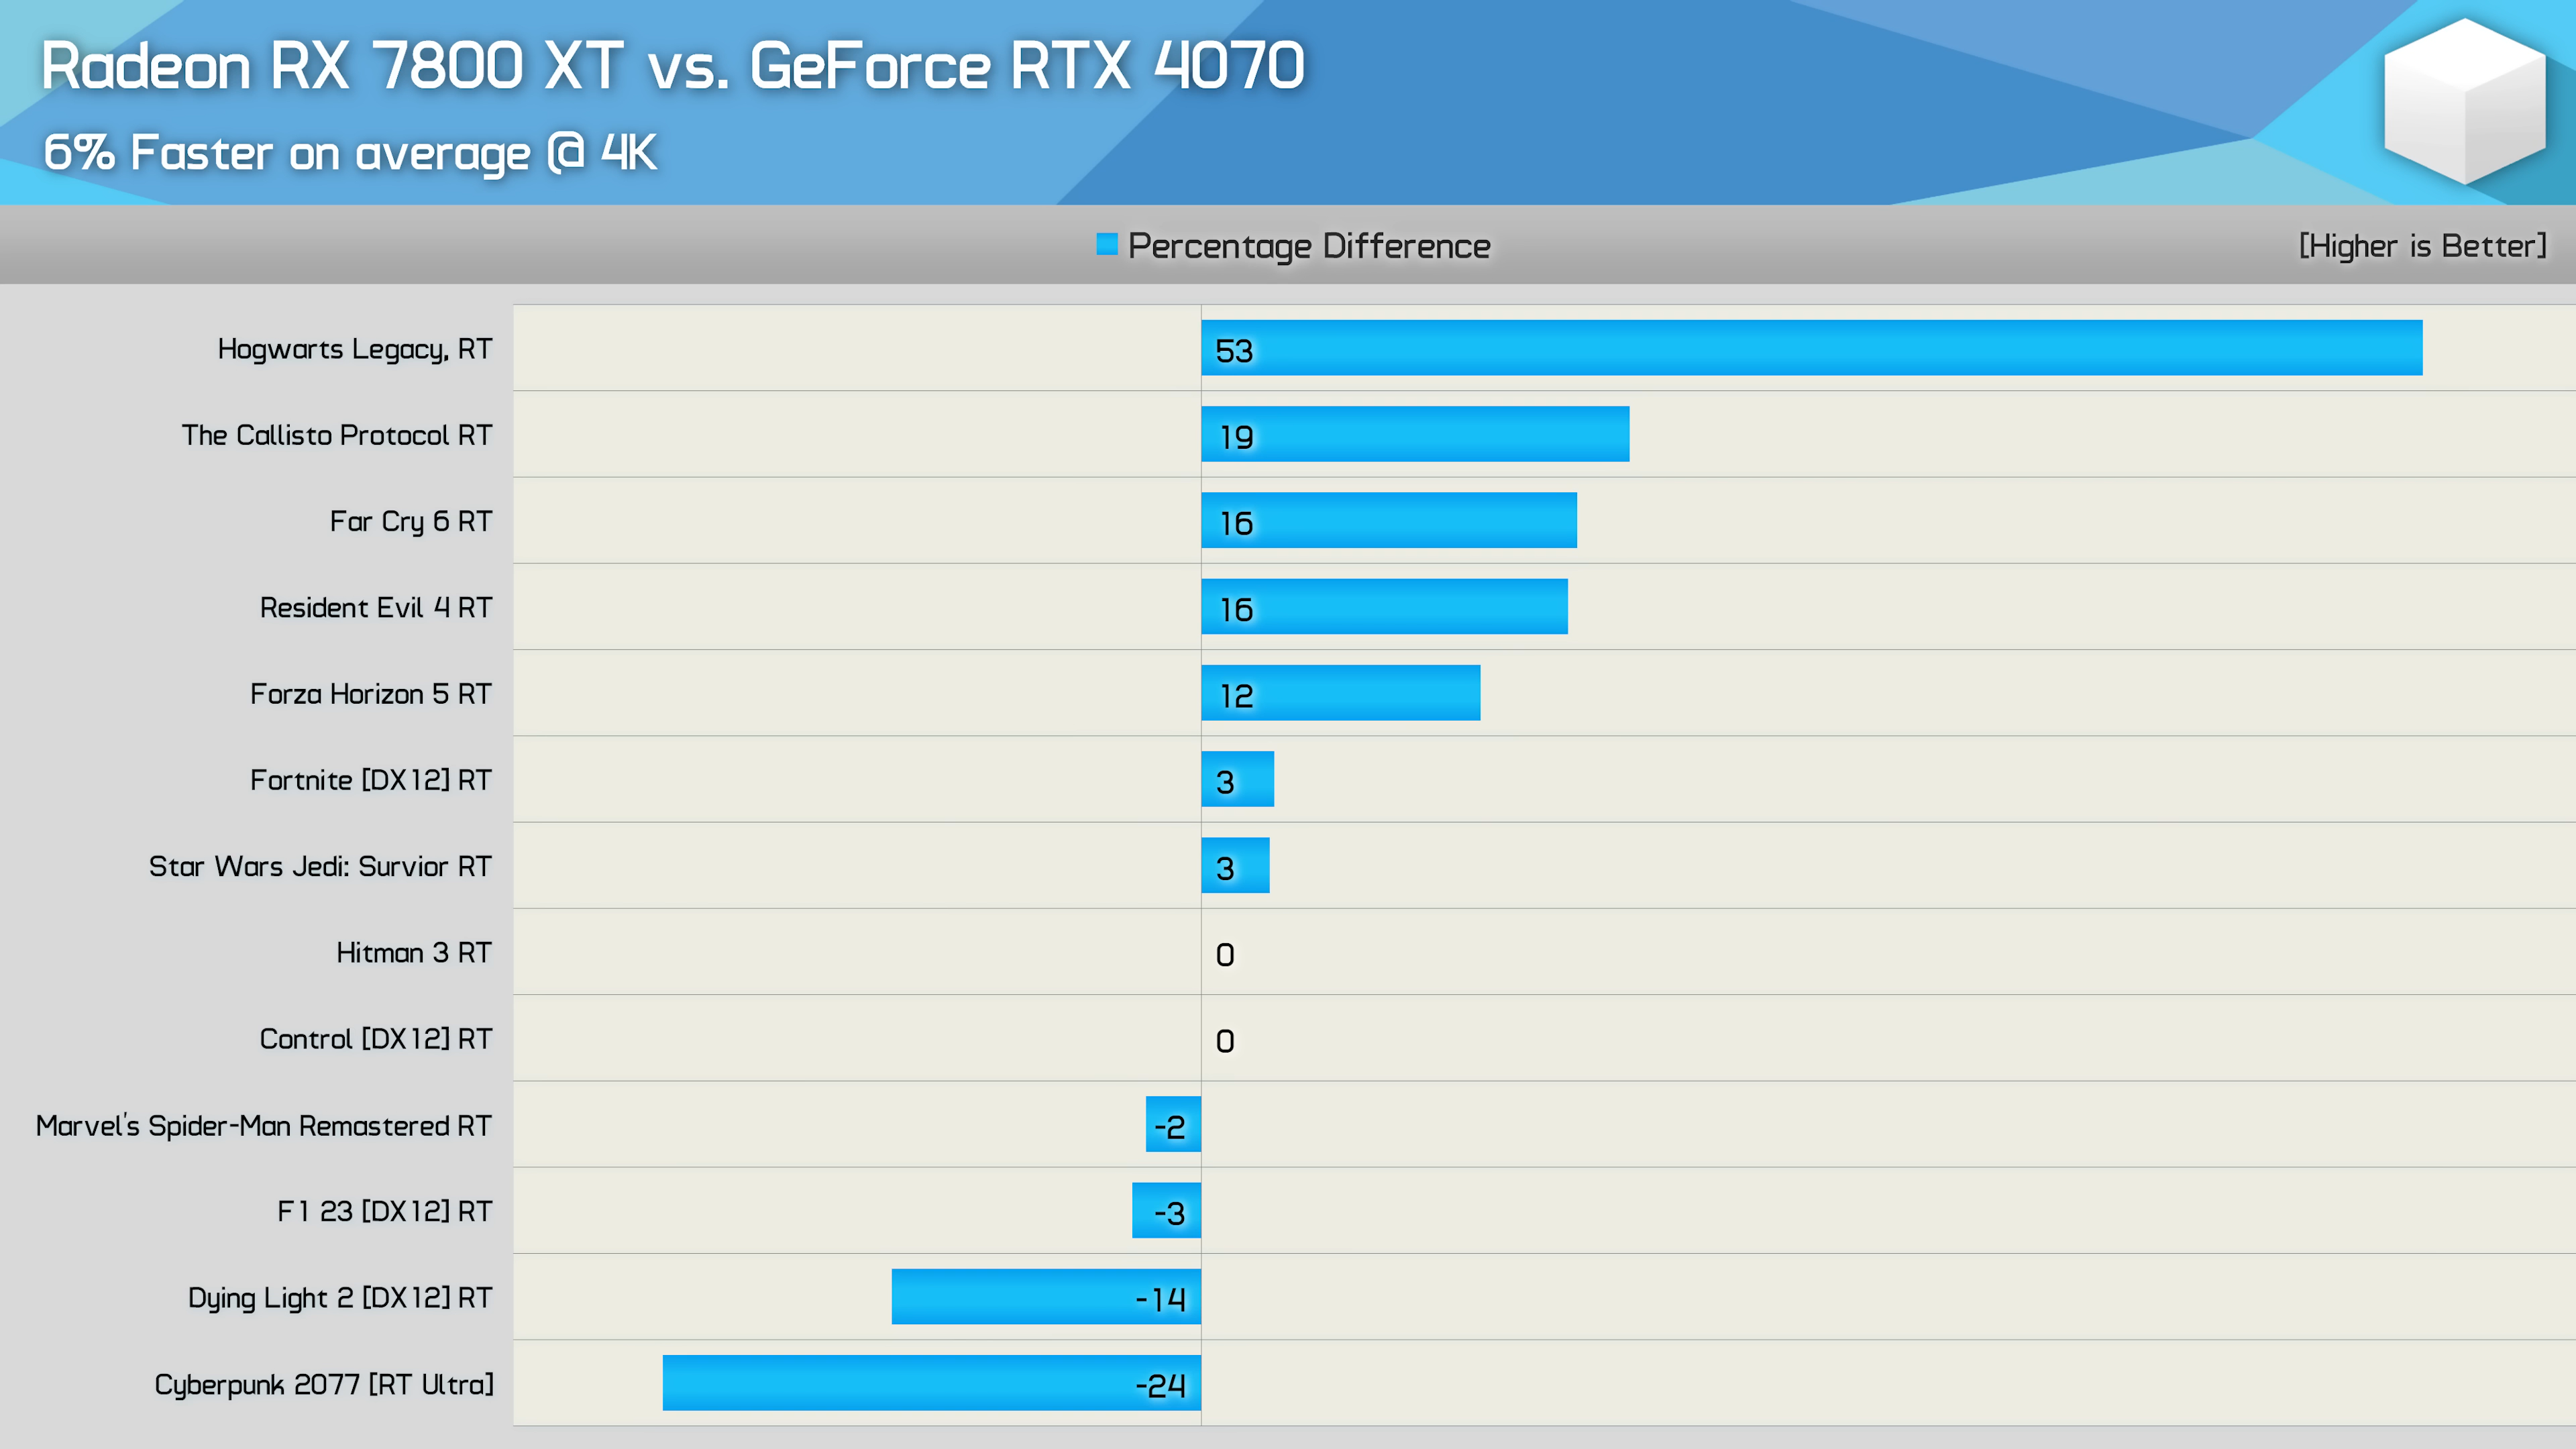 Radeon RX 7800 XT vs. GeForce RTX 4070
6% Faster on average @ 4K
Percentage Difference
[Higher is Better]
Hogwarts Legacy, RT 53
The Callisto Protocol RT 19
Far Cry 6 RT 16
Resident Evil 4 RT 16
Forza Horizon 5 RT 12
Fortnite [DX12] RT 3
Star Wars Jedi: Survior RT 3
Hitman 3 RT 0
Control [DX12] RT 0
Marvel's Spider-Man Remastered RT -2
F1 23 [DX12] RT -3
Dying Light 2 [DX12] RT -14
Cyberpunk 2077 [RT Ultra] -24